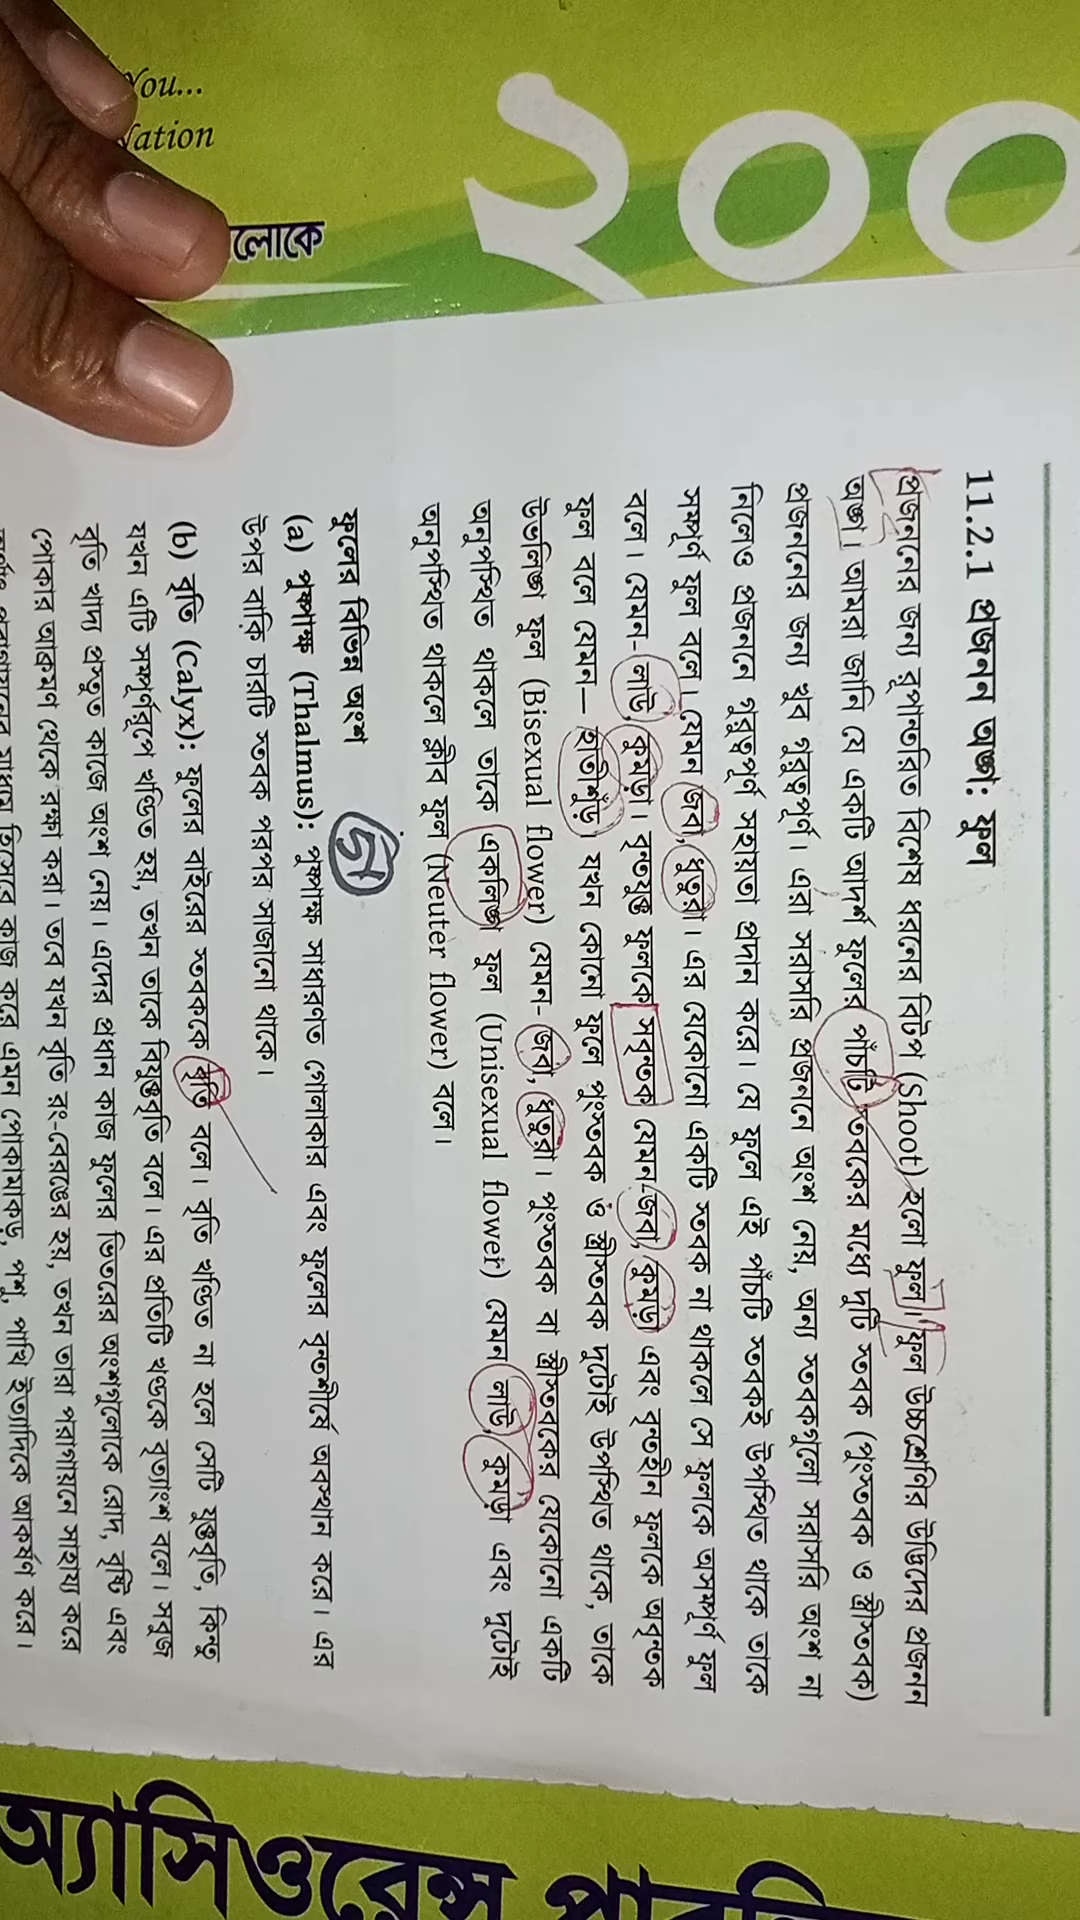 You...
Nation
লোকে
২০০
11.2.1 প্রজনন অঙ্গ: ফুল
প্রজননের জন্য রূপান্তরিত বিশেষ ধরনের বিটপ (Shoot) হলো ফুল। ফুল উচ্চশ্রেণির উদ্ভিদের প্রজনন
অঙ্গ। আমরা জানি যে একটি আদর্শ ফুলের পাঁচটি স্তবকের মধ্যে দুটি স্তবক (পুংস্তবক ও স্ত্রীস্তবক)
প্রজননের জন্য খুব গুরুত্বপূর্ণ। এরা সরাসরি প্রজননে অংশ নেয়, অন্য স্তবকগুলো সরাসরি অংশ না
নিলেও প্রজননে গুরুত্বপূর্ণ সহায়তা প্রদান করে। যে ফুলে এই পাঁচটি স্তবকই উপস্থিত থাকে তাকে
সম্পূর্ণ ফুল বলে। যেমন জবা, ধুতুরা। এর যেকোনো একটি স্তবক না থাকলে সে ফুলকে অসম্পূর্ণ ফুল
বলে। যেমন- লাউ, কুমড়া। বৃন্তযুক্ত ফুলকে সবৃন্তক যেমন-জবা, কুমড়া এবং বৃন্তহীন ফুলকে অবৃন্তক
ফুল বলে যেমন— হাতীশুঁড়। যখন কোনো ফুলে পুংস্তবক ও স্ত্রীস্তবক দুটোই উপস্থিত থাকে, তাকে
উভলিঙ্গ ফুল (Bisexual flower) যেমন- জবা, ধুতুরা। পুংস্তবক বা স্ত্রীস্তবকের যেকোনো একটি
অনুপস্থিত থাকলে তাকে একলিঙ্গ ফুল (Unisexual flower) যেমন লাউ, কুমড়া এবং দুটোই
অনুপস্থিত থাকলে ক্লীব ফুল (Neuter flower) বলে।
ফুলের বিভিন্ন অংশ
(a) পুষ্পাক্ষ (Thalmus): পুষ্পাক্ষ সাধারণত গোলাকার এবং ফুলের বৃন্তশীর্ষে অবস্থান করে। এর
উপর বাকি চারটি স্তবক পরপর সাজানো থাকে।
(b) বৃতি (Calyx): ফুলের বাইরের স্তবককে বৃতি বলে। বৃতি খণ্ডিত না হলে সেটি যুক্তবৃতি, কিন্তু
যখন এটি সম্পূর্ণরূপে খণ্ডিত হয়, তখন তাকে বিযুক্তবৃতি বলে। এর প্রতিটি খণ্ডকে বৃত্যাংশ বলে। সবুজ
বৃতি খাদ্য প্রস্তুত কাজে অংশ নেয়। এদের প্রধান কাজ ফুলের ভিতরের অংশগুলোকে রোদ, বৃষ্টি এবং
পোকার আক্রমণ থেকে রক্ষা করা। তবে যখন বৃতি রং-বেরঙের হয়, তখন তারা পরাগায়নে সাহায্য করে
পরাগায়নের মাধ্যম হিসেবে কাজ করে এমন পোকামাকড়, পশু, পাখি ইত্যাদিকে আকর্ষণ করে।
অ্যাসিওরেন্স